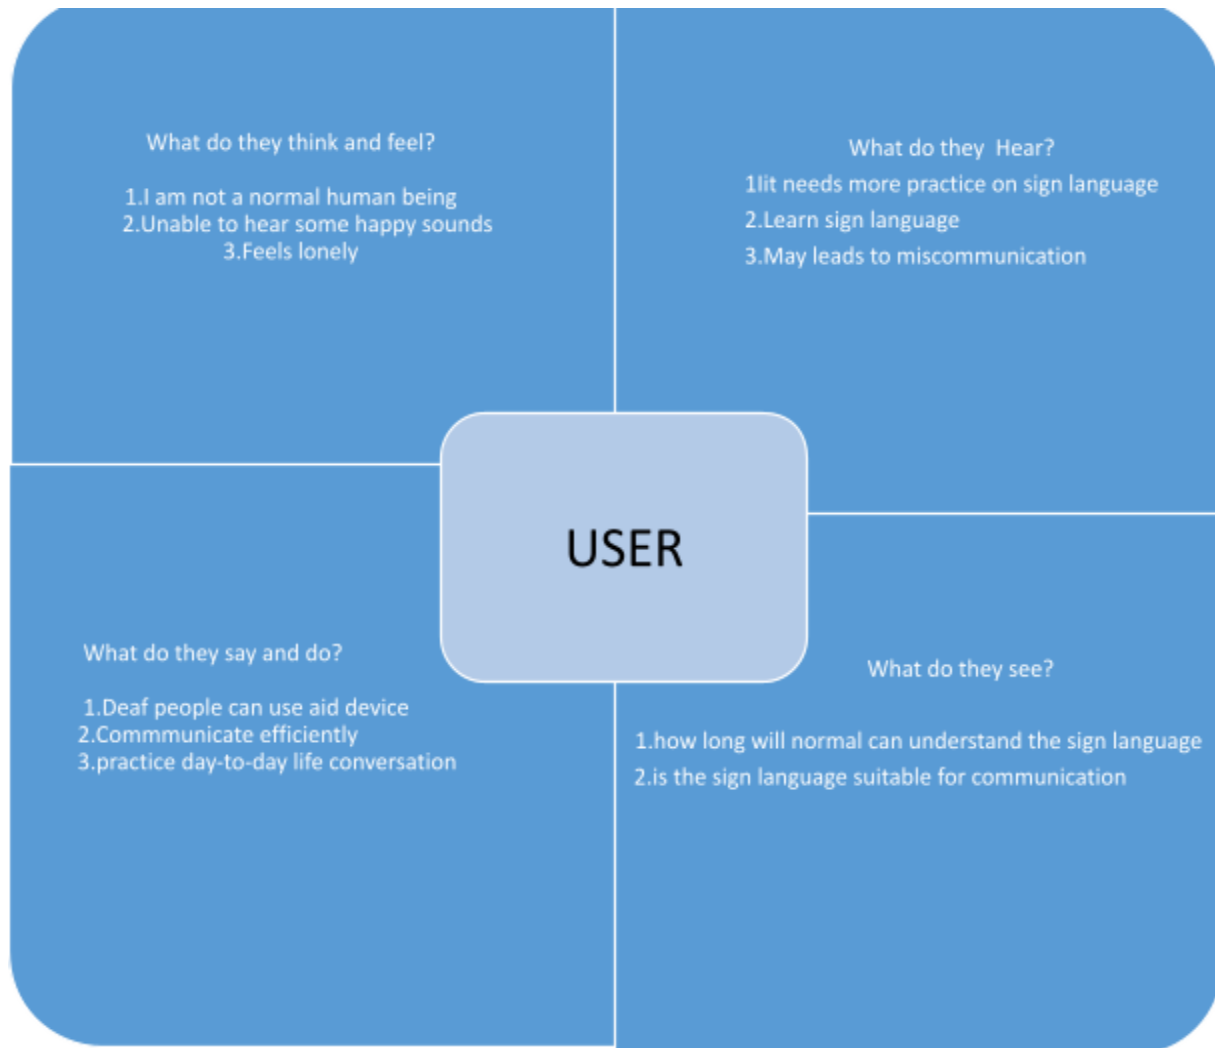 What do they think and feel?
1.I am not a normal human being
2.Unable to hear some happy sounds
3.Feels lonely
What do they  Hear?
1Iit needs more practice on sign language
2.Learn sign language
3.May leads to miscommunication
USER
What do they say and do?
1.Deaf people can use aid device
2.Commmunicate efficiently
3.practice day-to-day life conversation
What do they see?
1.how long will normal can understand the sign language
2.is the sign language suitable for communication